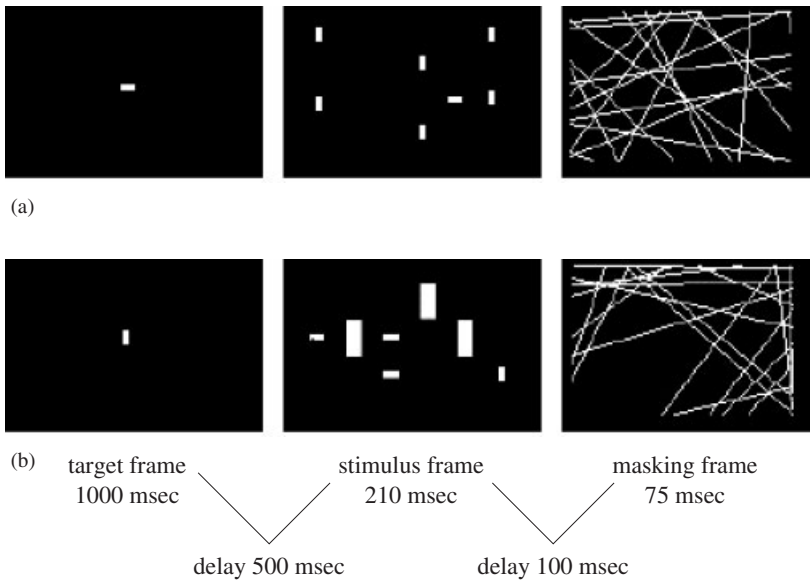 (a)
(b)
target frame
1000 msec
stimulus frame
210 msec
masking frame
75 msec
delay 500 msec
delay 100 msec